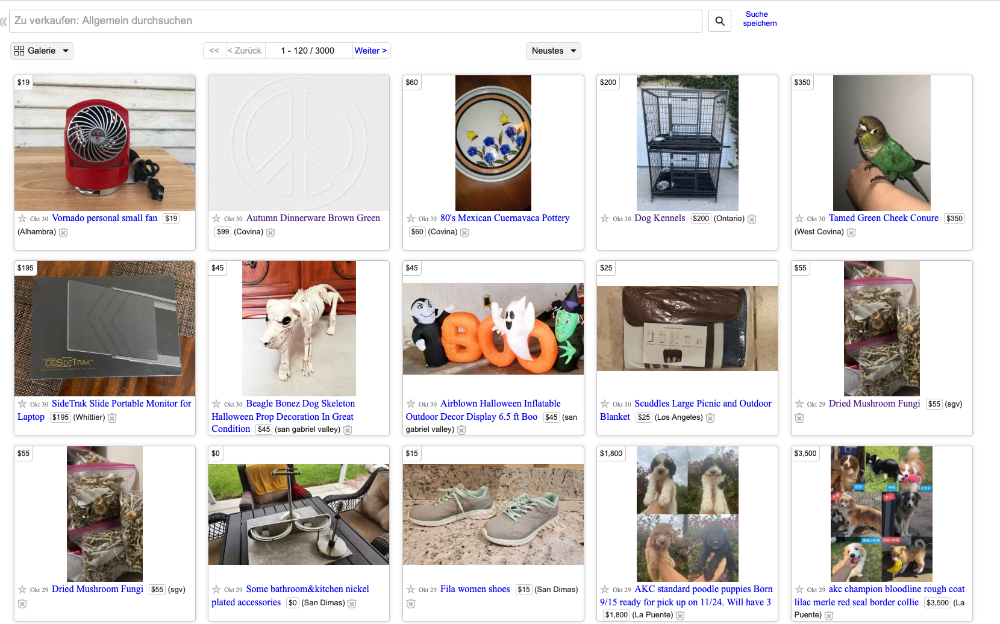 Zu verkaufen: Allgemein durchsuchen
Suche
speichern
Galerie
<< < Zurück 1 - 120 / 3000 Weiter >
Neustes
$19
Okt 30 Vornado personal small fan $19
(Alhambra)
Okt 30 Autumn Dinnerware Brown Green
$99 (Covina)
$60
Okt 30 80's Mexican Cuernavaca Pottery
$60 (Covina)
$200
Okt 30 Dog Kennels $200 (Ontario)
$350
Okt 30 Tamed Green Cheek Conure $350
(West Covina)
$195
SIDETRAK
Okt 30 SideTrak Slide Portable Monitor for
Laptop $195 (Whittier)
$45
Okt 30 Beagle Bonez Dog Skeleton
Halloween Prop Decoration In Great
Condition $45 (san gabriel valley)
$45
BOO
Okt 30 Airblown Halloween Inflatable
Outdoor Decor Display 6.5 ft Boo $45 (san
gabriel valley)
$25
Okt 30 Scuddles Large Picnic and Outdoor
Blanket $25 (Los Angeles)
$55
Okt 29 Dried Mushroom Fungi $55 (sgv)
$55
Okt 29 Dried Mushroom Fungi $55 (sgv)
$0
Okt 29 Some bathroom&kitchen nickel
plated accessories $0 (San Dimas)
$15
Okt 29 Fila women shoes $15 (San Dimas)
$1,800
Okt 29 AKC standard poodle puppies Born
9/15 ready for pick up on 11/24. Will have 3
$1,800 (La Puente)
$3,500
Okt 29 akc champion bloodline rough coat
lilac merle red seal border collie $3,500 (La
Puente)